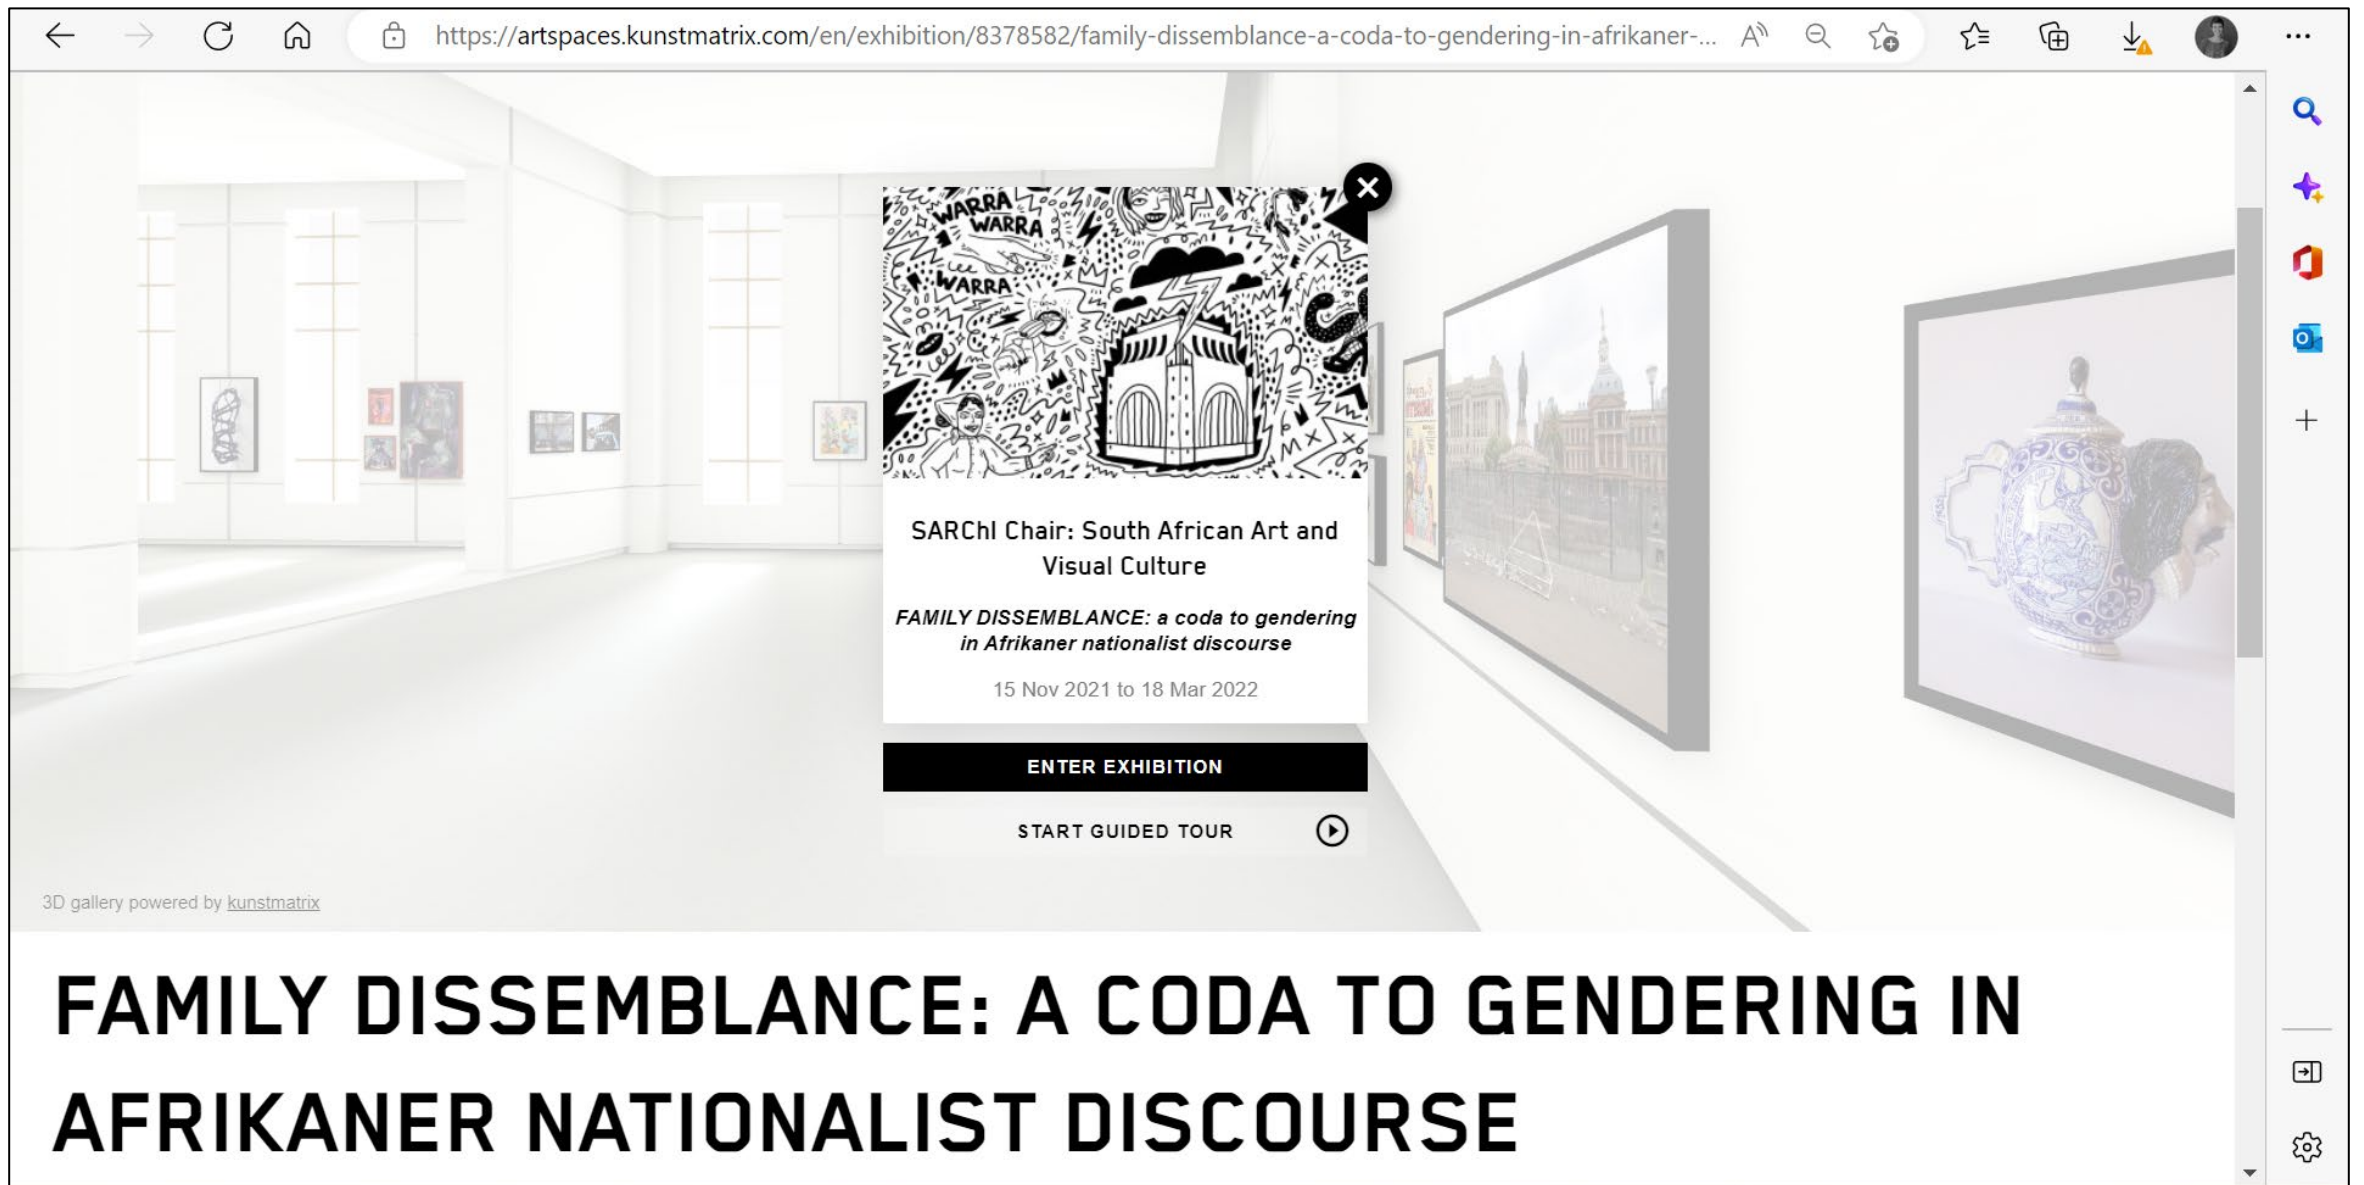 https://artspaces.kunstmatrix.com/en/exhibition/8378582/family-dissemblance-a-coda-to-gendering-in-afrikaner-...
WARRA
WARRA
WARRA
SARChI Chair: South African Art and
Visual Culture
FAMILY DISSEMBLANCE: a coda to gendering
in Afrikaner nationalist discourse
15 Nov 2021 to 18 Mar 2022
ENTER EXHIBITION
START GUIDED TOUR
3D gallery powered by kunstmatrix
FAMILY DISSEMBLANCE: A CODA TO GENDERING IN
AFRIKANER NATIONALIST DISCOURSE